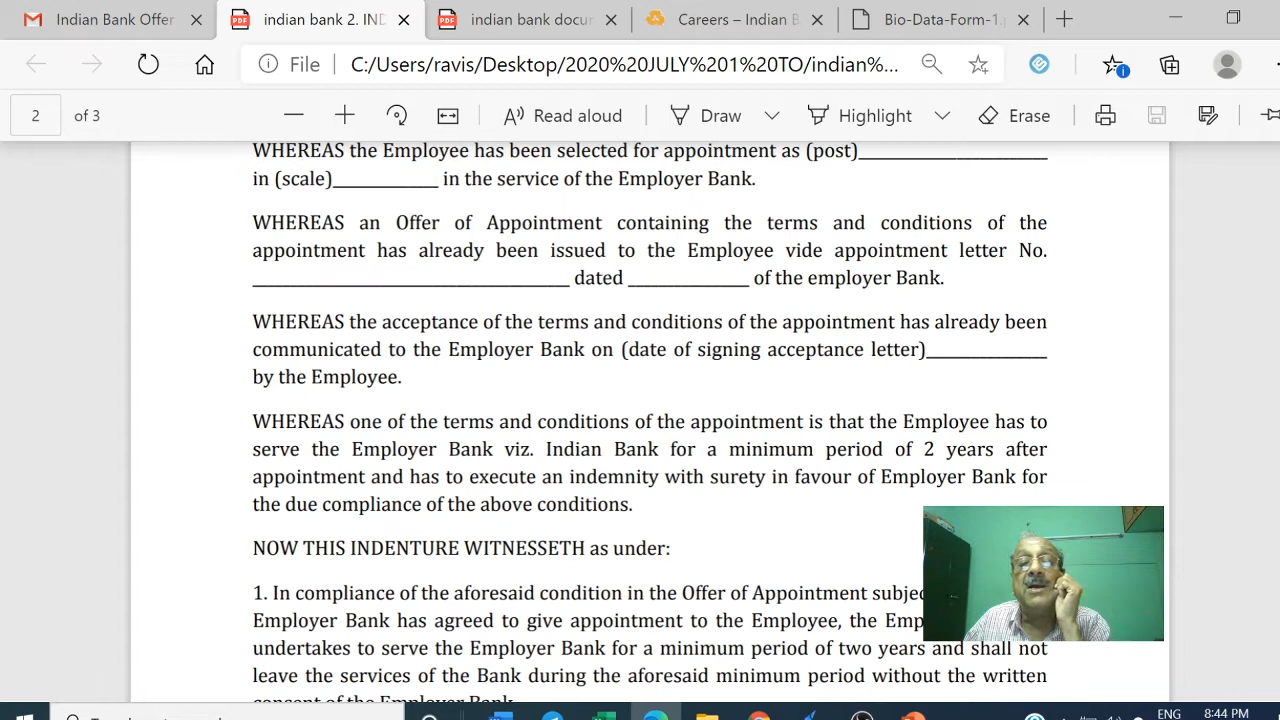 Indian Bank Offer
indian bank 2. IND
indian bank docur
Careers – Indian B
Bio-Data-Form-1.
File
C:/Users/ravis/Desktop/2020%20JULY%201%20TO/indian%...
2 of 3
Read aloud
Draw
Highlight
Erase
WHEREAS the Employee has been selected for appointment as (post)____________________
in (scale)____________ in the service of the Employer Bank.
WHEREAS an Offer of Appointment containing the terms and conditions of the
appointment has already been issued to the Employee vide appointment letter No.
__________________________________ dated _____________ of the employer Bank.
WHEREAS the acceptance of the terms and conditions of the appointment has already been
communicated to the Employer Bank on (date of signing acceptance letter)_____________
by the Employee.
WHEREAS one of the terms and conditions of the appointment is that the Employee has to
serve the Employer Bank viz. Indian Bank for a minimum period of 2 years after
appointment and has to execute an indemnity with surety in favour of Employer Bank for
the due compliance of the above conditions.
NOW THIS INDENTURE WITNESSETH as under:
1. In compliance of the aforesaid condition in the Offer of Appointment subjec
Employer Bank has agreed to give appointment to the Employee, the Emp
undertakes to serve the Employer Bank for a minimum period of two years and shall not
leave the services of the Bank during the aforesaid minimum period without the written
consent of the Employer Bank
ENG
8:44 PM